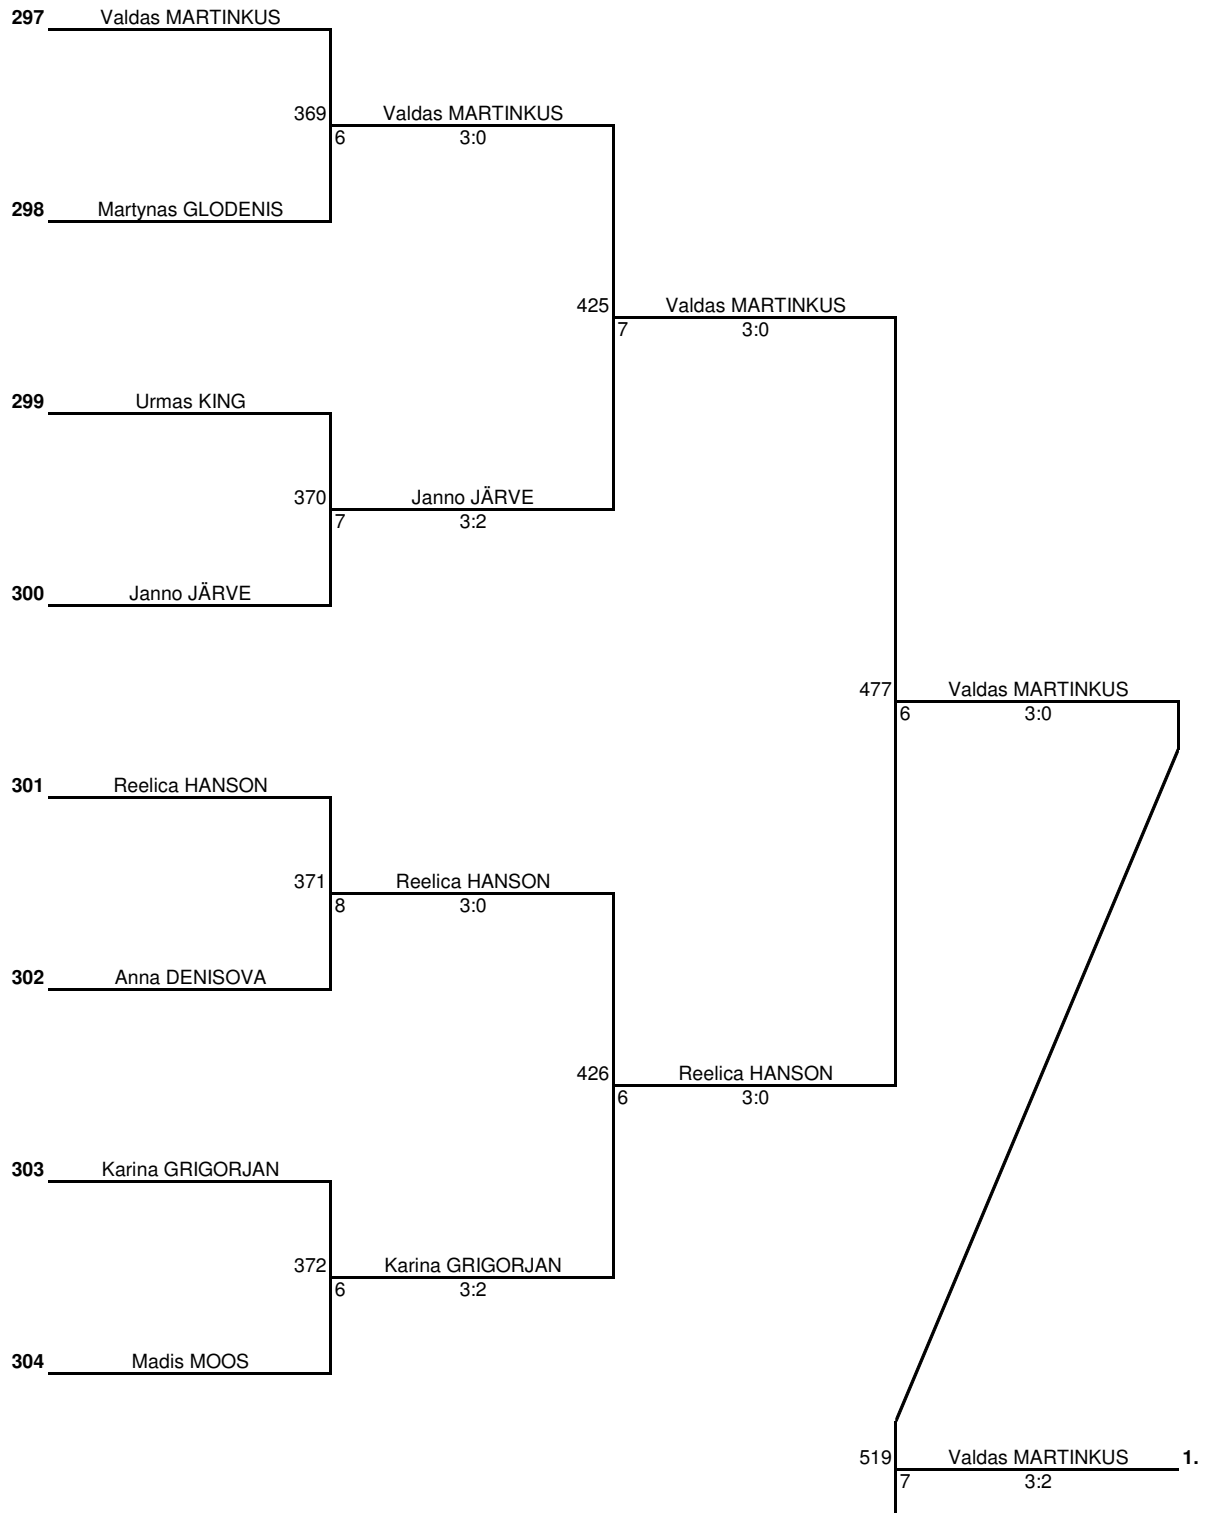 297 Valdas MARTINKUS
369 Valdas MARTINKUS
6 3:0
298 Martynas GLODENIS
425 Valdas MARTINKUS
7 3:0
299 Urmas KING
370 Janno JÄRVE
7 3:2
300 Janno JÄRVE
477 Valdas MARTINKUS
6 3:0
301 Reelica HANSON
371 Reelica HANSON
8 3:0
302 Anna DENISOVA
426 Reelica HANSON
6 3:0
303 Karina GRIGORJAN
372 Karina GRIGORJAN
6 3:2
304 Madis MOOS
519 Valdas MARTINKUS 1.
7 3:2